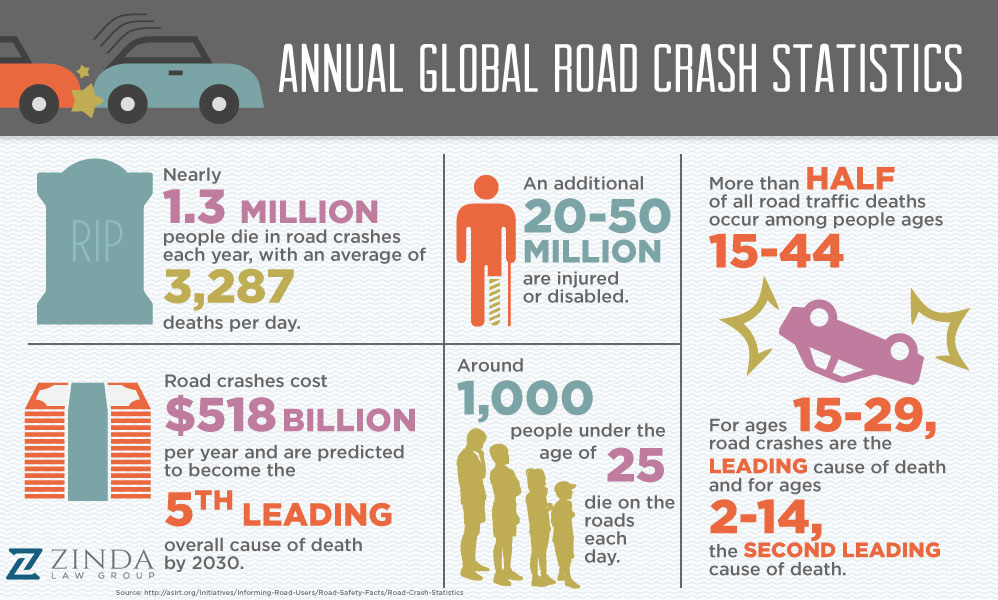 ANNUAL GLOBAL ROAD CRASH STATISTICS
RIP
Nearly
1.3 MILLION
people die in road crashes
each year, with an average of
3,287
deaths per day.
An additional
20-50
MILLION
are injured
or disabled.
More than HALF
of all road traffic deaths
occur among people ages
15-44
Road crashes cost
$518 BILLION
per year and are predicted
to become the
5TH LEADING
overall cause of death
by 2030.
Around
1,000
people under the
age of 25
die on the
roads
each
day.
For ages 15-29,
road crashes are the
LEADING cause of death
and for ages
2-14,
the SECOND LEADING
cause of death.
ZINDA
LAW GROUP
Source: http://asirt.org/Initiatives/Informing-Road-Users/Road-Safety-Facts/Road-Crash-Statistics